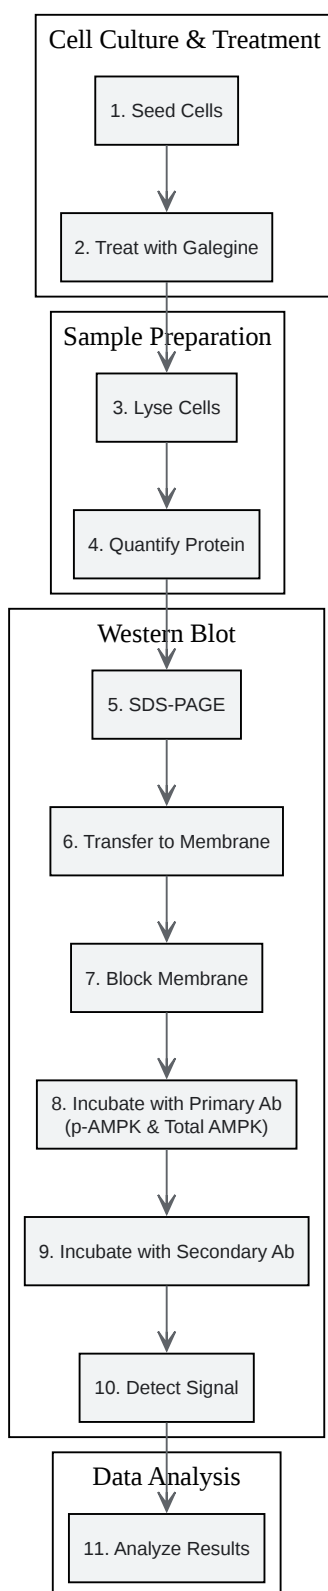 Cell Culture & Treatment
1. Seed Cells
2. Treat with Galegine
Sample Preparation
3. Lyse Cells
4. Quantify Protein
Western Blot
5. SDS-PAGE
6. Transfer to Membrane
7. Block Membrane
8. Incubate with Primary Ab
(p-AMPK & Total AMPK)
9. Incubate with Secondary Ab
10. Detect Signal
Data Analysis
11. Analyze Results